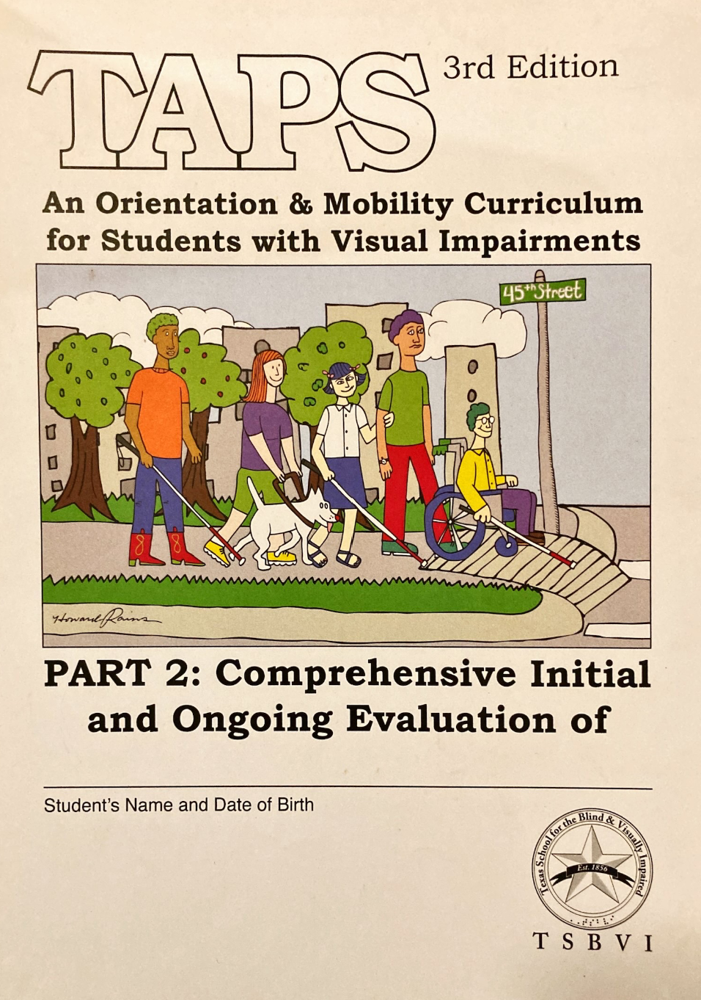 TAPS 3rd Edition
An Orientation & Mobility Curriculum
for Students with Visual Impairments
45th Street
Howard Rains
PART 2: Comprehensive Initial
and Ongoing Evaluation of
Student's Name and Date of Birth
Texas School for the Blind & Visually Impaired
Est. 1856
T S B V I